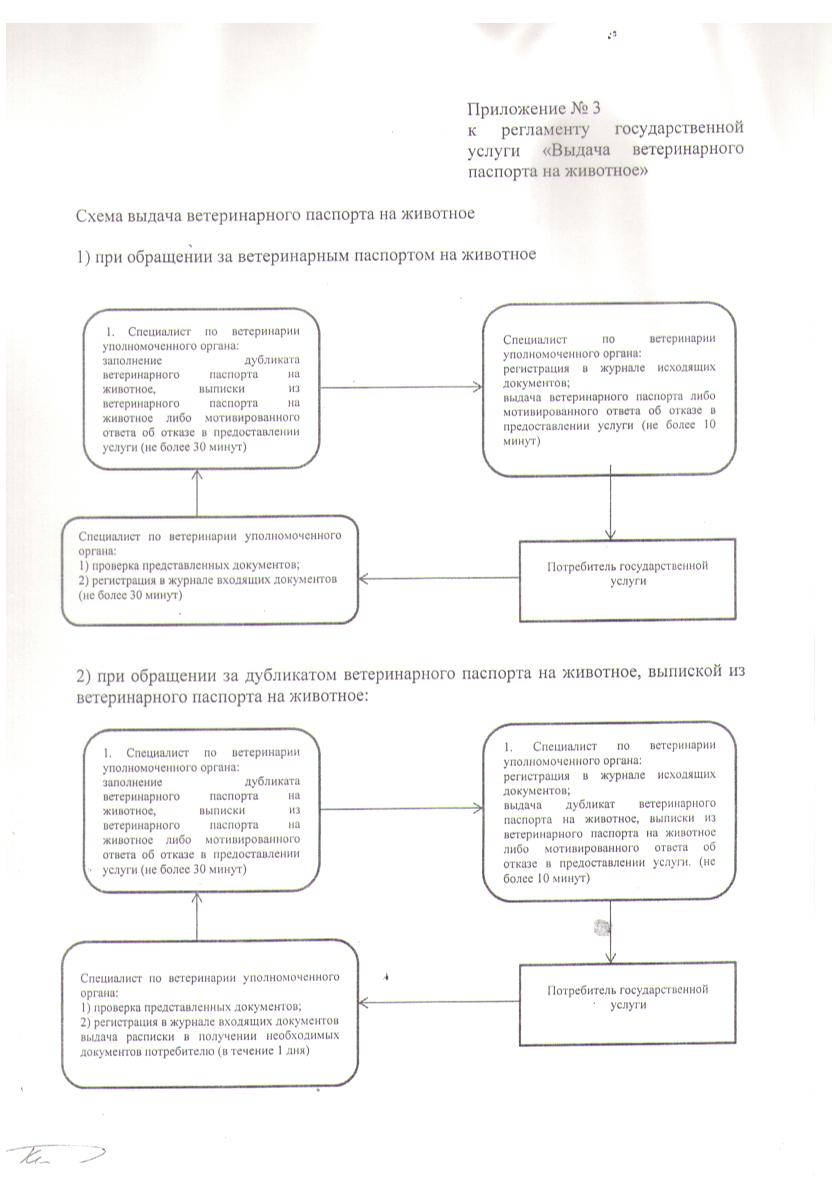 Приложение № 3
к регламенту государственной
услуги «Выдача ветеринарного
паспорта на животное»
Схема выдача ветеринарного паспорта на животное
1) при обращении за ветеринарным паспортом на животное
1. Специалист по ветеринарии
уполномоченного органа:
заполнение дубликата
ветеринарного паспорта на
животное, выписки из
ветеринарного паспорта на
животное либо мотивированного
ответа об отказе в предоставлении
услуги (не более 30 минут)
Специалист по ветеринарии
уполномоченного органа:
регистрация в журнале исходящих
документов;
выдача ветеринарного паспорта либо
мотивированного ответа об отказе в
предоставлении услуги (не более 10
минут)
Специалист по ветеринарии уполномоченного
органа:
1) проверка представленных документов;
2) регистрация в журнале входящих документов
(не более 30 минут)
Потребитель государственной
услуги
2) при обращении за дубликатом ветеринарного паспорта на животное, выпиской из
ветеринарного паспорта на животное:
1. Специалист по ветеринарии
уполномоченного органа:
заполнение дубликата
ветеринарного паспорта на
животное, выписки из
ветеринарного паспорта на
животное либо мотивированного
ответа об отказе в предоставлении
услуги (не более 30 минут)
1. Специалист по ветеринарии
уполномоченного органа:
регистрация в журнале исходящих
документов;
выдача дубликат ветеринарного
паспорта на животное, выписки из
ветеринарного паспорта на животное
либо мотивированного ответа об
отказе в предоставлении услуги. (не
более 10 минут)
Специалист по ветеринарии уполномоченного
органа:
1) проверка представленных документов;
2) регистрация в журнале входящих документов
выдача расписки в получении необходимых
документов потребителю (в течение 1 дня)
Потребитель государственной
услуги